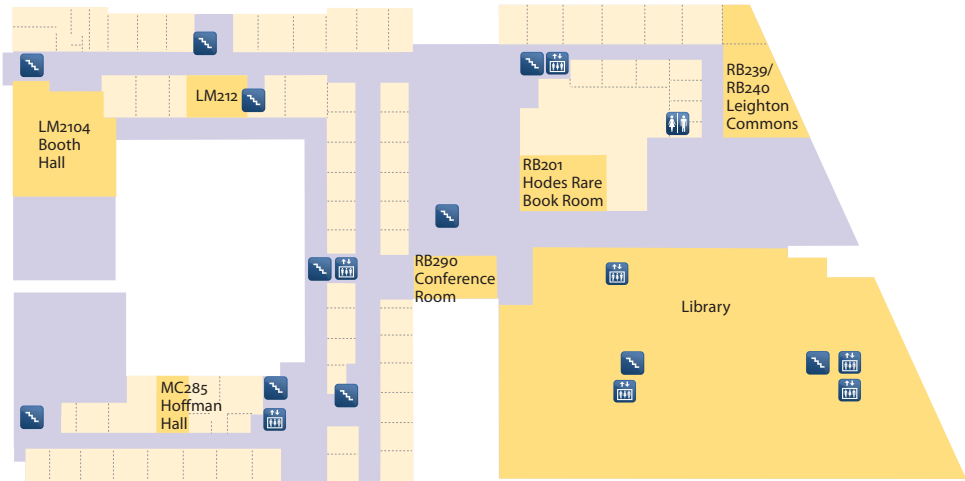 RB239/
RB240
Leighton
Commons
LM212
LM2104
Booth
Hall
RB201
Hodes Rare
Book Room
RB290
Conference
Room
Library
MC285
Hoffman
Hall